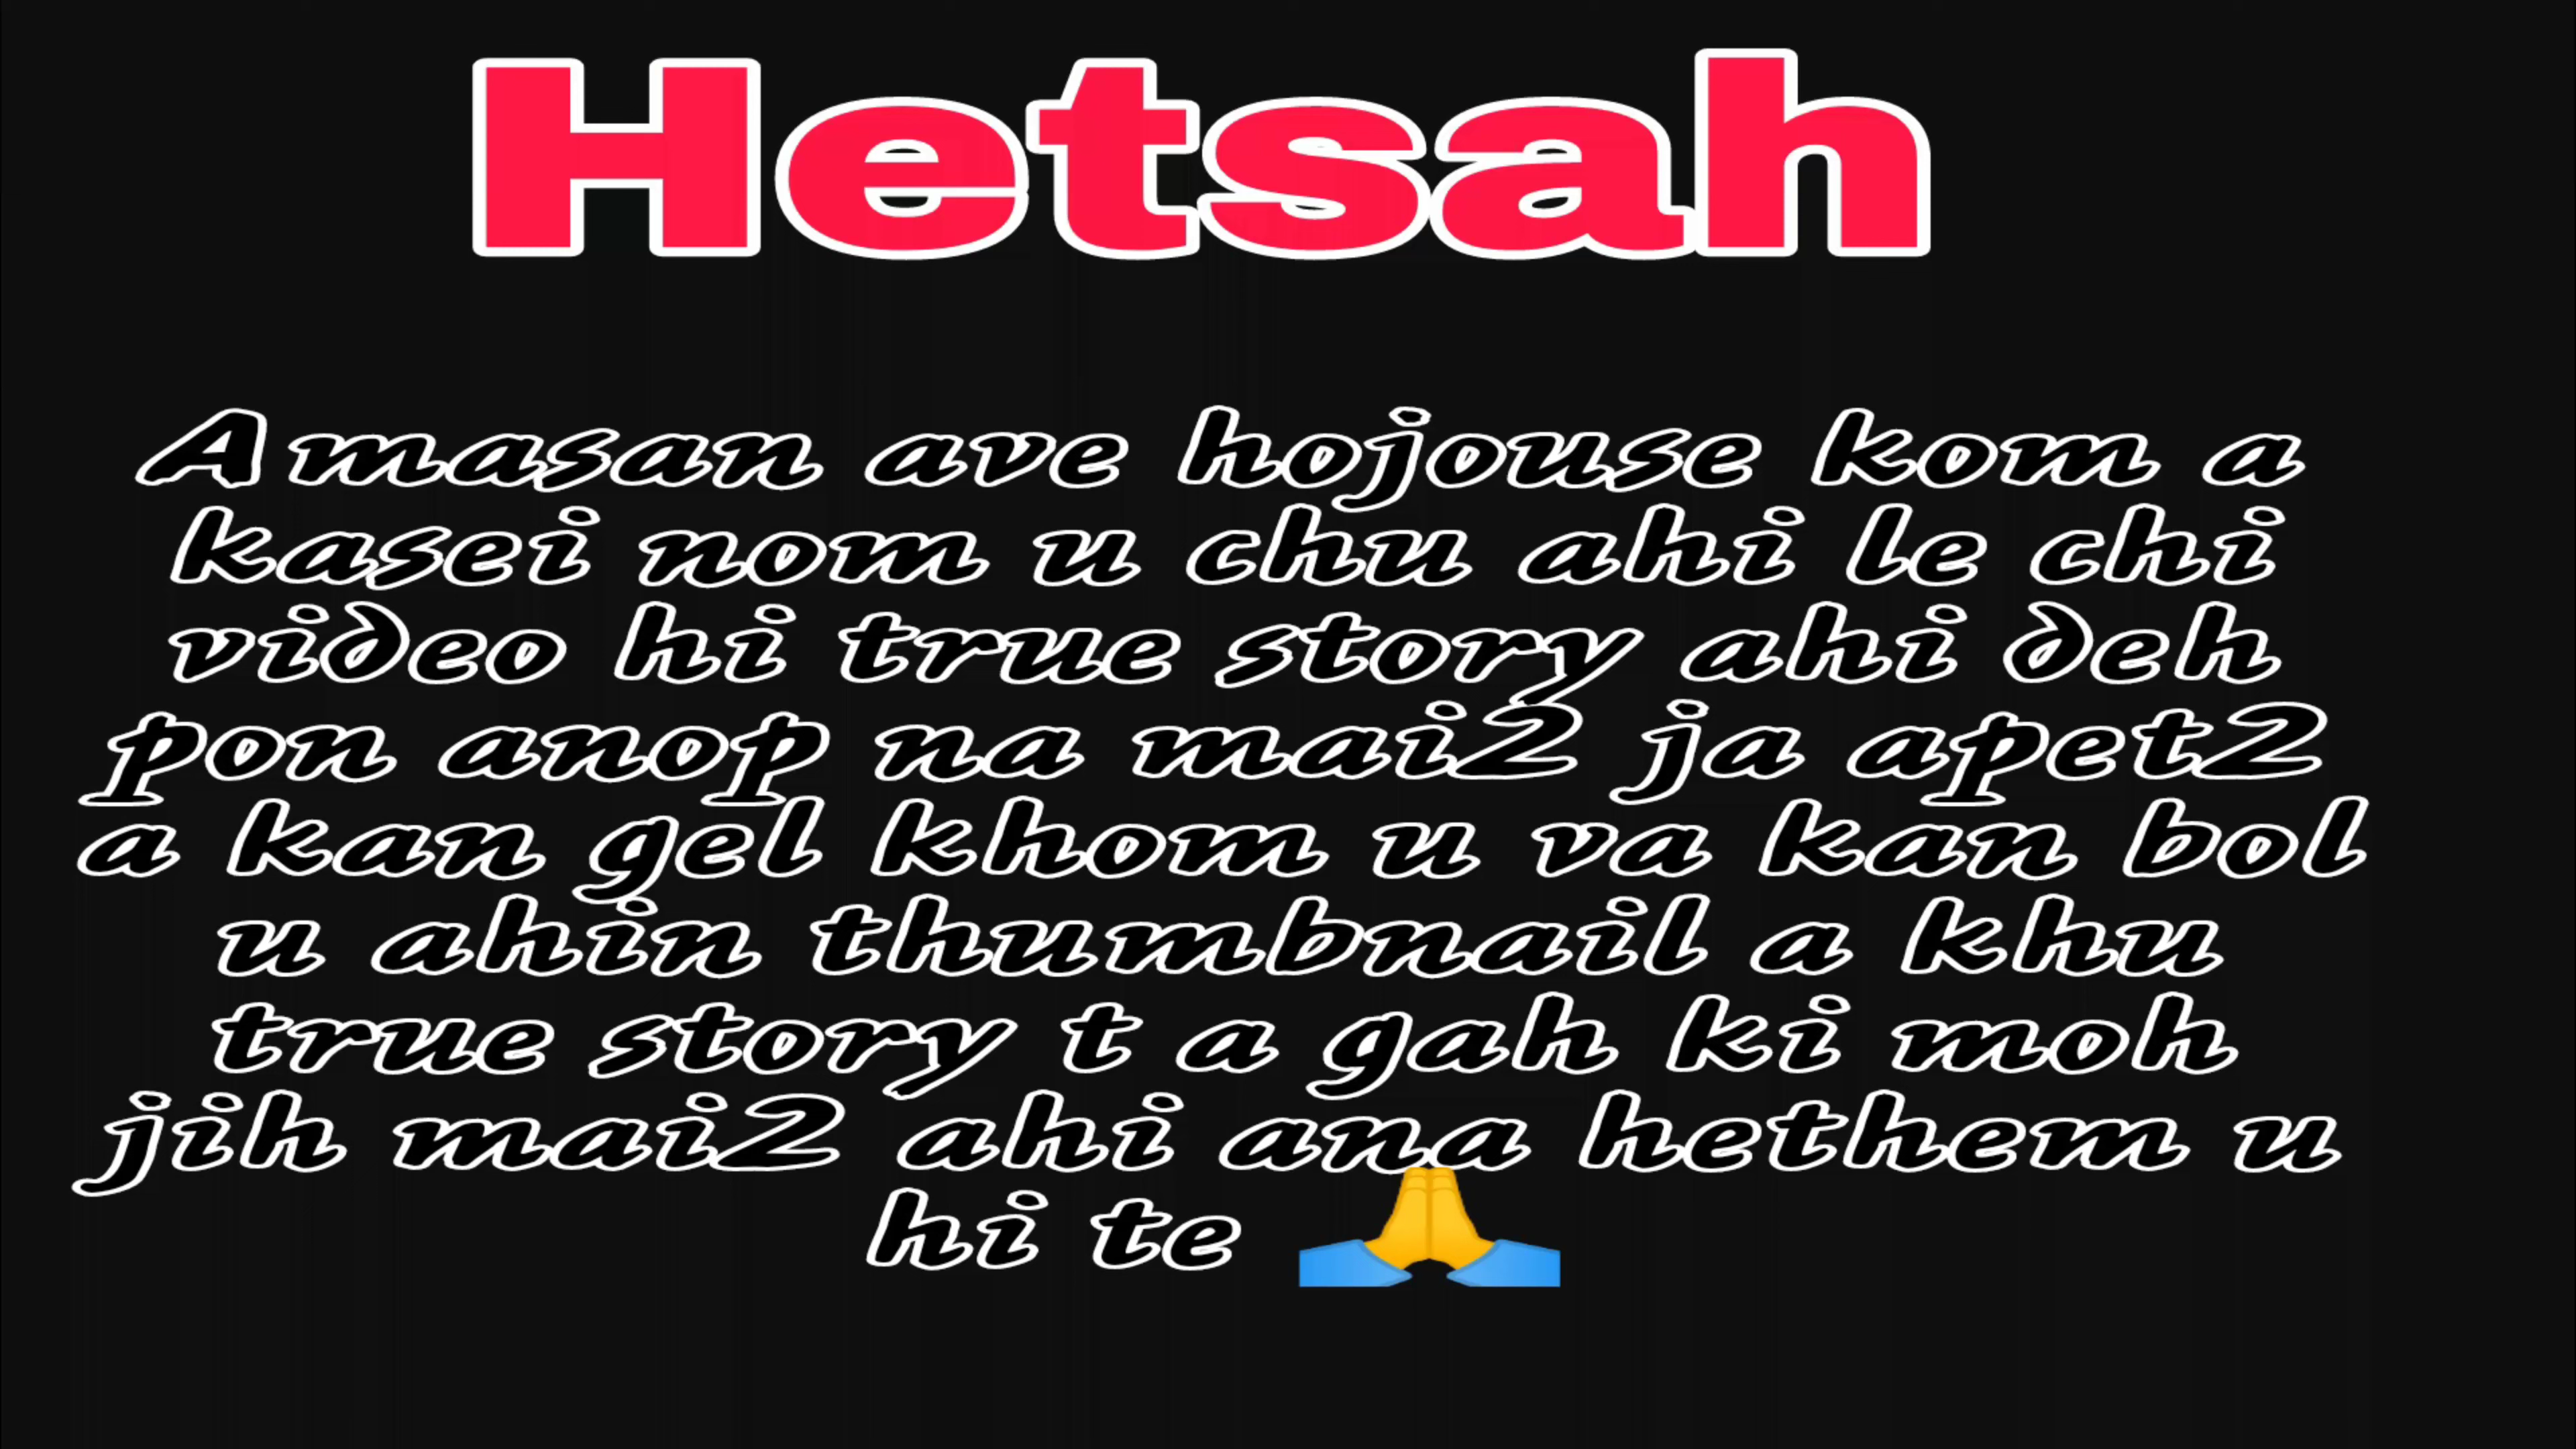 Hetsah
Amasan ave hojouse kom a
kasei nom u chu ahi le chi
video hi true story ahi deh
pon anop na mai2 ja apet2
a kan gel khom u va kan bol
u ahin thumbnail a khu
true story t a gah ki moh
jih mai2 ahi ana hethem u
hi te 🙏